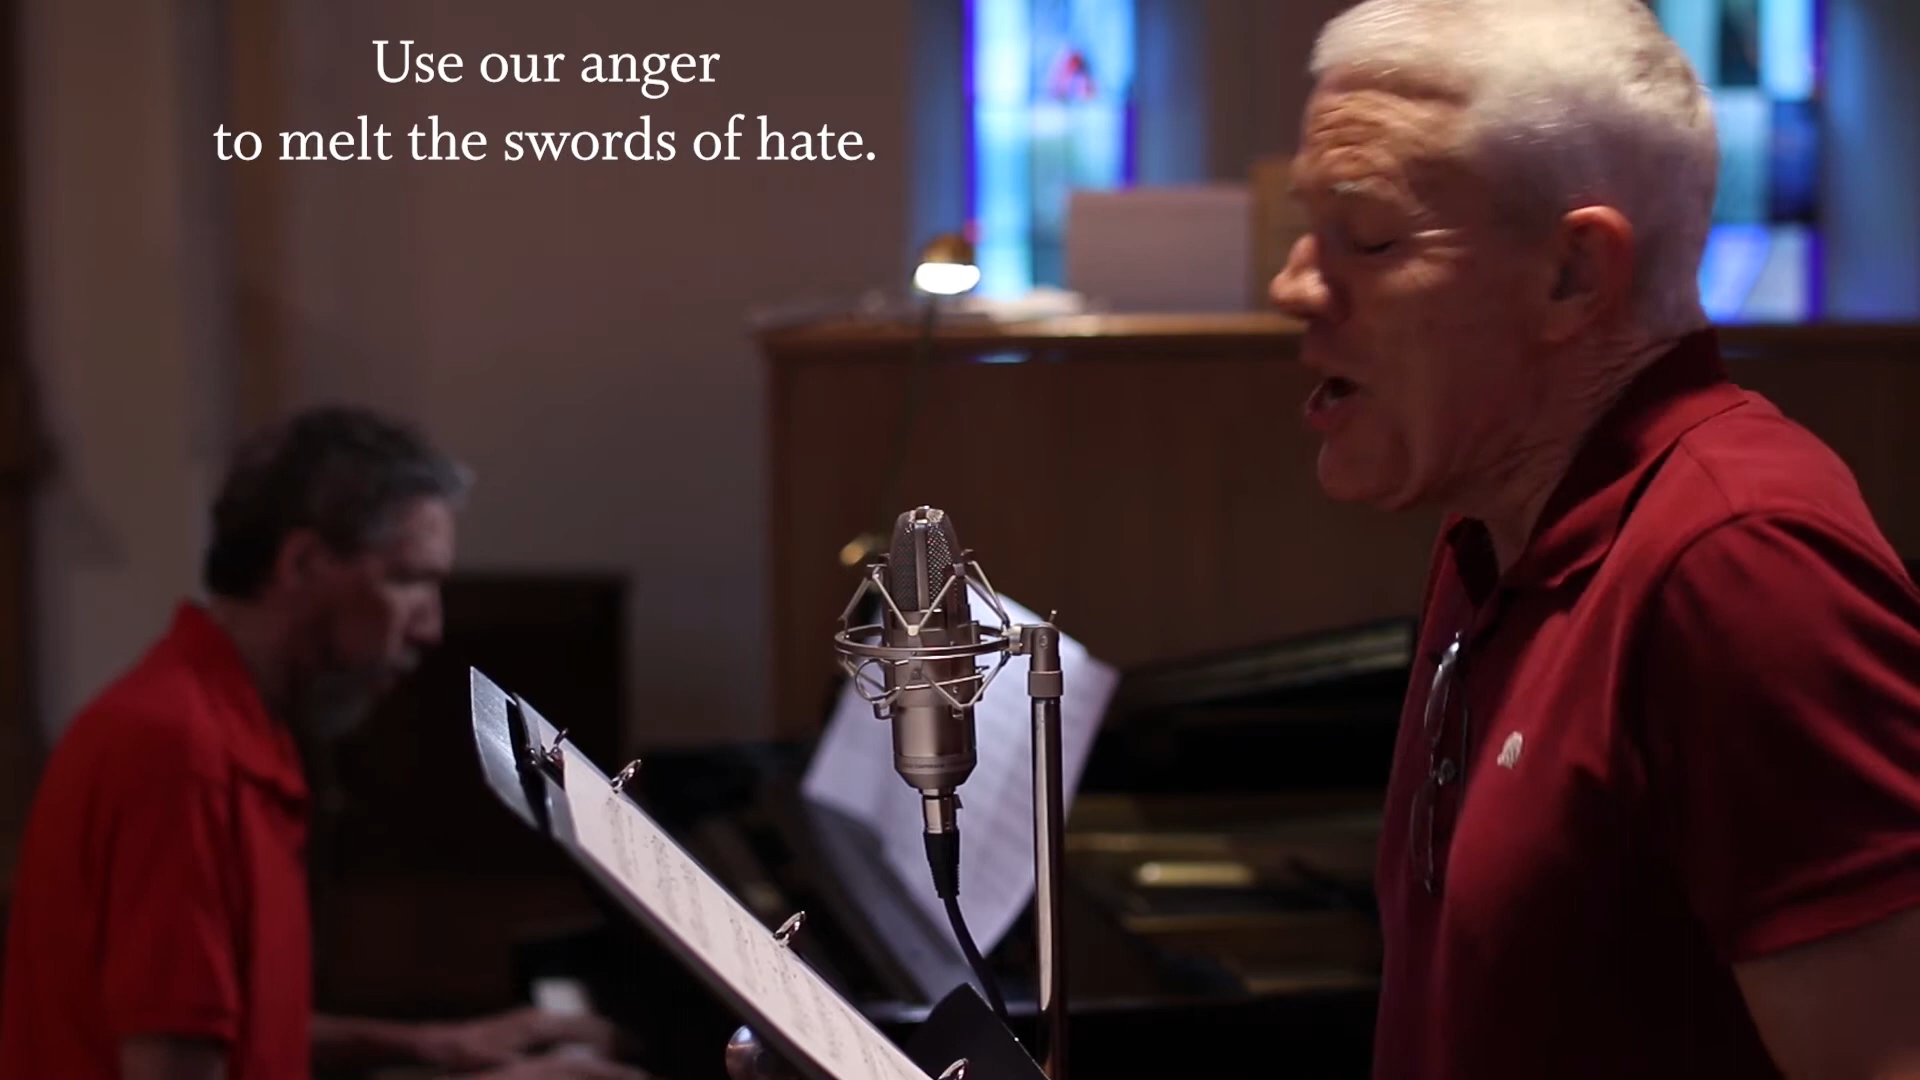 Use our anger
to melt the swords of hate.